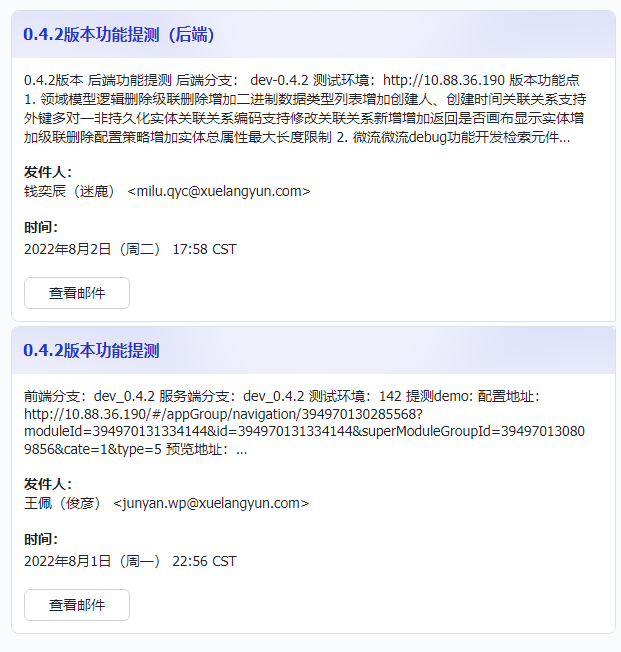 0.4.2版本功能提测（后端）
0.4.2版本 后端功能提测 后端分支： dev-0.4.2 测试环境：http://10.88.36.190 版本功能点
1. 领域模型逻辑删除级联删除增加二进制数据类型列表增加创建人、创建时间关联关系支持
外键多对一非持久化实体关联关系编码支持修改关联关系新增增加返回是否画布显示实体增
加级联删除配置策略增加实体总属性最大长度限制 2. 微流微流debug功能开发检索元件...
发件人：
钱奕辰（迷鹿） <milu.qyc@xuelangyun.com>
时间：
2022年8月2日（周二） 17:58 CST
查看邮件
0.4.2版本功能提测
前端分支：dev_0.4.2 服务端分支：dev_0.4.2 测试环境：142 提测demo: 配置地址：
http://10.88.36.190/#/appGroup/navigation/394970130285568?
moduleId=394970131334144&id=394970131334144&superModuleGroupId=39497013080
9856&cate=1&type=5 预览地址：...
发件人：
王佩（俊彦） <junyan.wp@xuelangyun.com>
时间：
2022年8月1日（周一） 22:56 CST
查看邮件